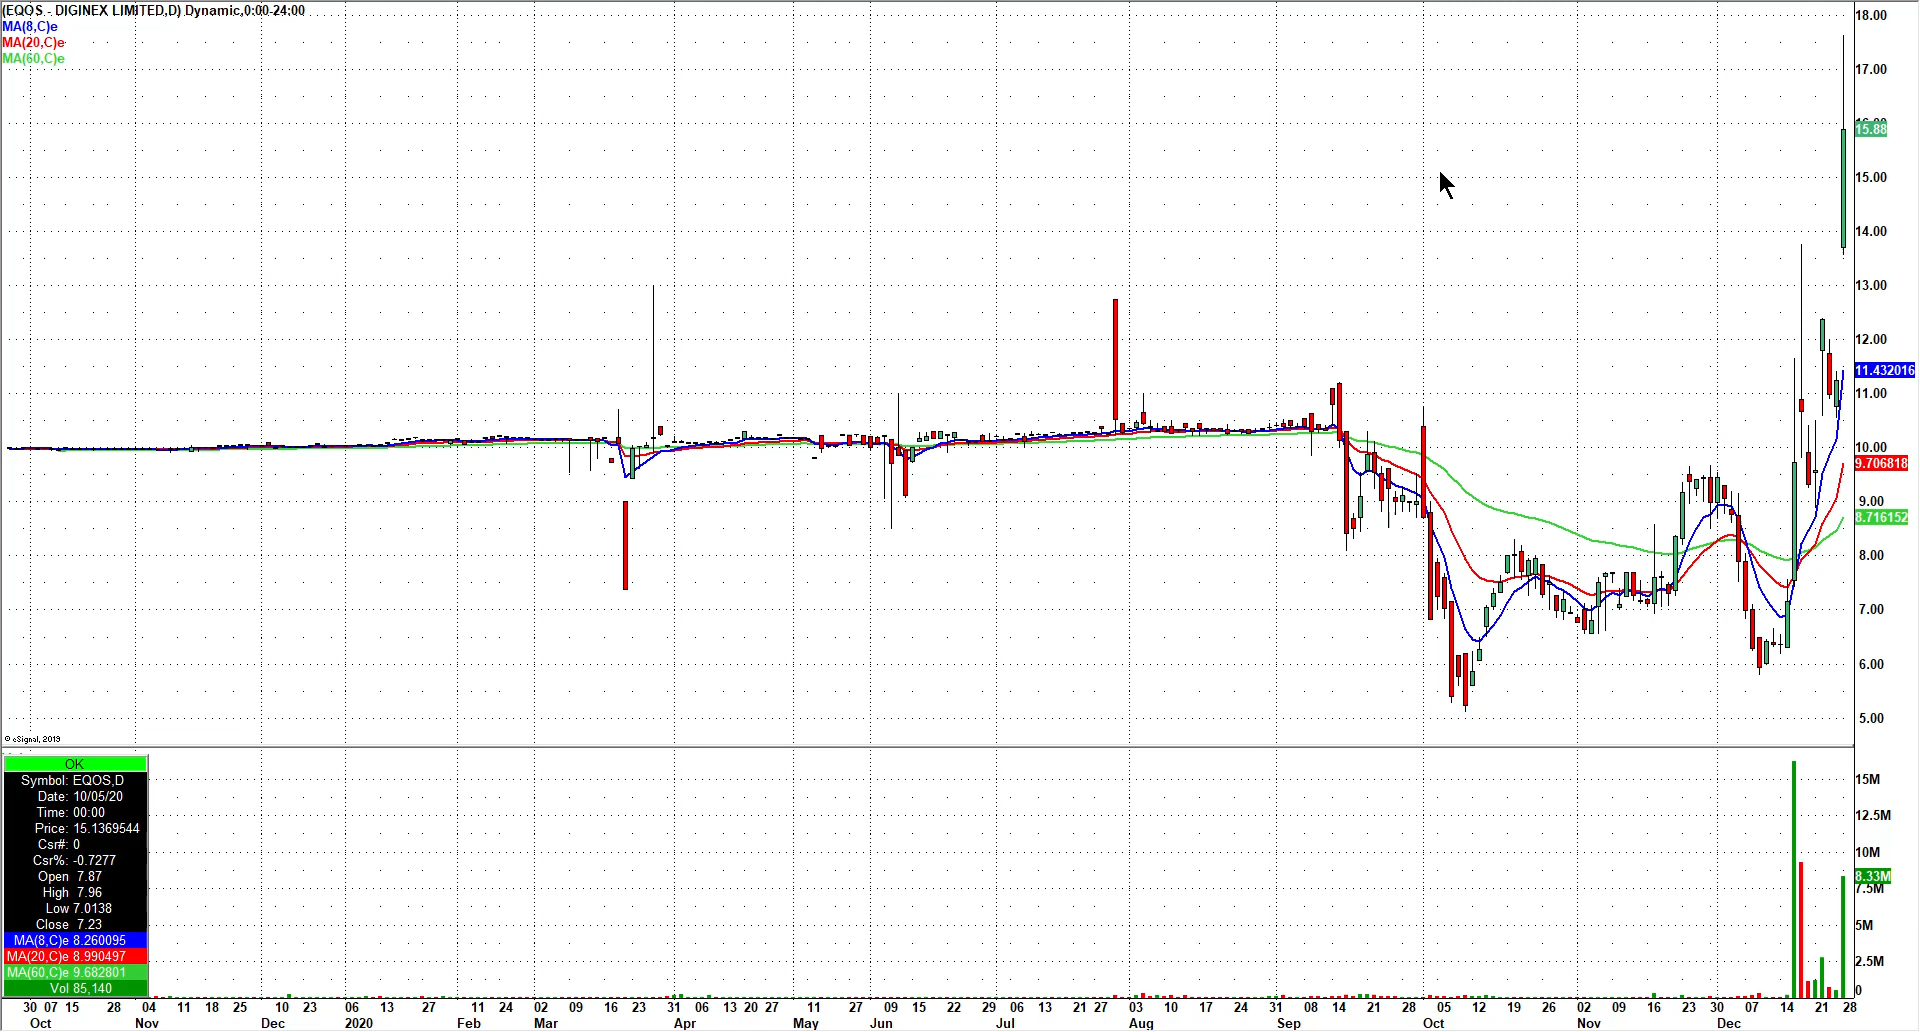 (EQOS - DIGINEX LIMITED,D) Dynamic,0:00-24:00
MA(8,C)e
MA(20,C)e
MA(60,C)e
18.00
17.00
16.00
15.88
15.00
14.00
13.00
12.00
11.432016
11.00
10.00
9.706818
9.00
8.716152
8.00
7.00
6.00
5.00
© eSignal, 2019
OK
Symbol: EQOS,D
Date: 10/05/20
Time: 00:00
Price: 15.1369544
Csr#: 0
Csr%: -0.7277
Open 7.87
High 7.96
Low 7.0138
Close 7.23
MA(8,C)e 8.260095
MA(20,C)e 8.990497
MA(60,C)e 9.682801
Vol 85,140
15M
12.5M
10M
8.33M
7.5M
5M
2.5M
0
30 07 15 28 04 11 18 25 10 23 06 13 27 11 24 02 09 16 23 31 06 13 20 27 11 27 09 15 22 29 06 13 21 27 03 10 17 24 31 08 14 21 28 05 12 19 26 02 09 16 23 30 07 14 21 28
Oct Nov Dec 2020 Feb Mar Apr May Jun Jul Aug Sep Oct Nov Dec